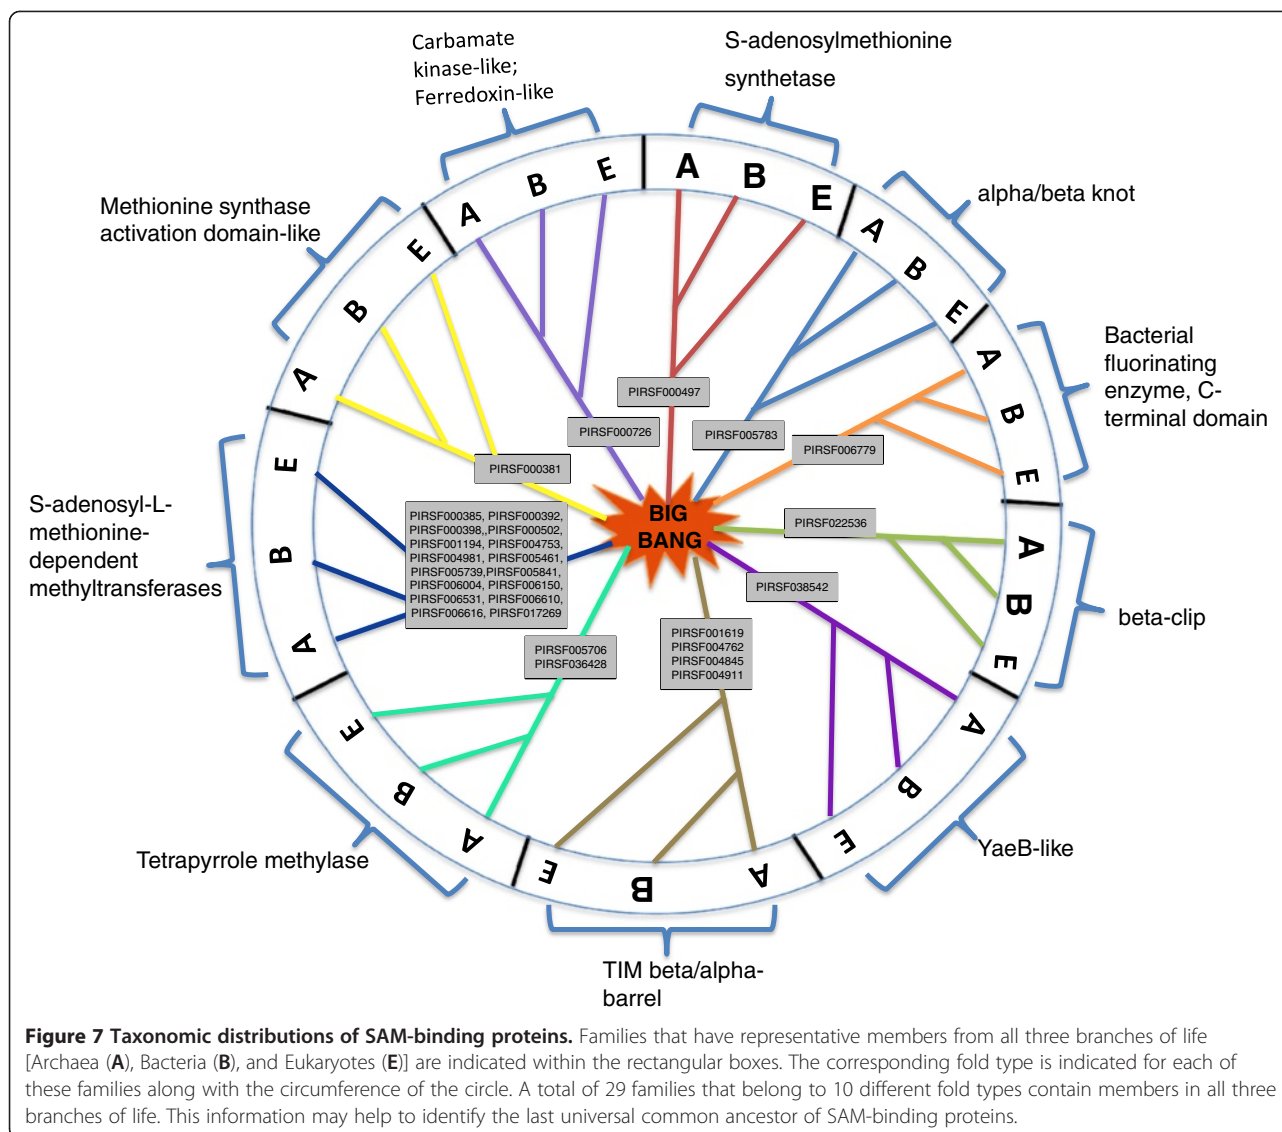 Carbamate
kinase-like;
Ferredoxin-like
S-adenosylmethionine
synthetase
alpha/beta knot
Methionine synthase
activation domain-like
Bacterial
fluorinating
enzyme, C-
terminal domain
S-adenosyl-L-
methionine-
dependent
methyltransferases
beta-clip
Tetrapyrrole methylase
YaeB-like
TIM beta/alpha-
barrel
A B E
A B E
A B E
A B E
A B E
A B E
A B E
A B E
A B E
A B E
PIRSF000497
PIRSF000726
PIRSF005783
PIRSF006779
PIRSF000381
PIRSF022536
PIRSF038542
BIG
BANG
PIRSF000385, PIRSF000392,
PIRSF000398,,PIRSF000502,
PIRSF001194, PIRSF004753,
PIRSF004981, PIRSF005461,
PIRSF005739,PIRSF005841,
PIRSF006004, PIRSF006150,
PIRSF006531, PIRSF006610,
PIRSF006616, PIRSF017269
PIRSF005706
PIRSF036428
PIRSF001619
PIRSF004762
PIRSF004845
PIRSF004911
Figure 7 Taxonomic distributions of SAM-binding proteins. Families that have representative members from all three branches of life
[Archaea (A), Bacteria (B), and Eukaryotes (E)] are indicated within the rectangular boxes. The corresponding fold type is indicated for each of
these families along with the circumference of the circle. A total of 29 families that belong to 10 different fold types contain members in all three
branches of life. This information may help to identify the last universal common ancestor of SAM-binding proteins.